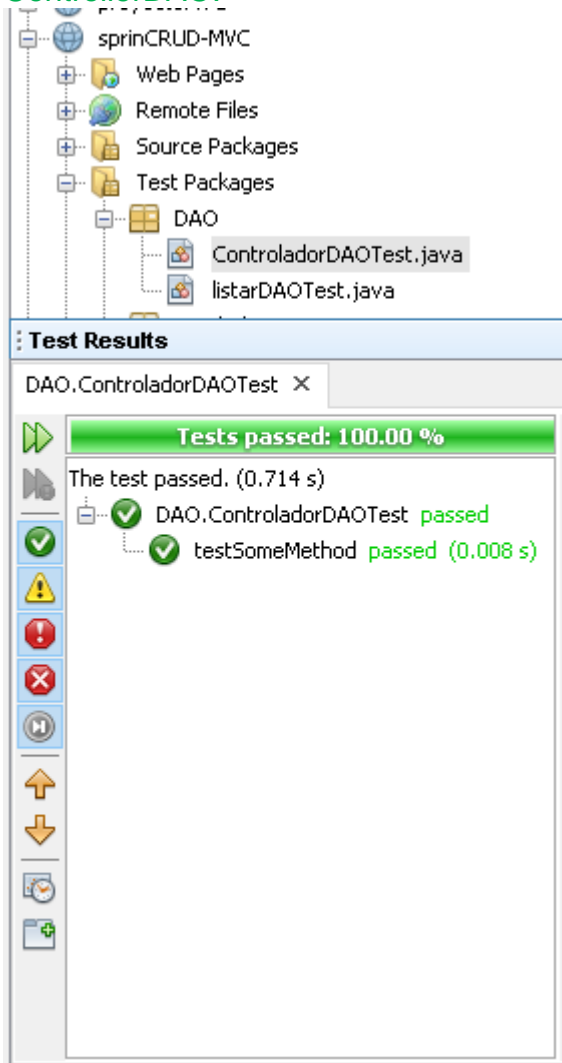 sprinCRUD-MVC
Web Pages
Remote Files
Source Packages
Test Packages
DAO
ControladorDAOTest.java
listarDAOTest.java
Test Results
DAO.ControladorDAOTest
Tests passed: 100.00 %
The test passed. (0.714 s)
DAO.ControladorDAOTest passed
testSomeMethod passed (0.008 s)